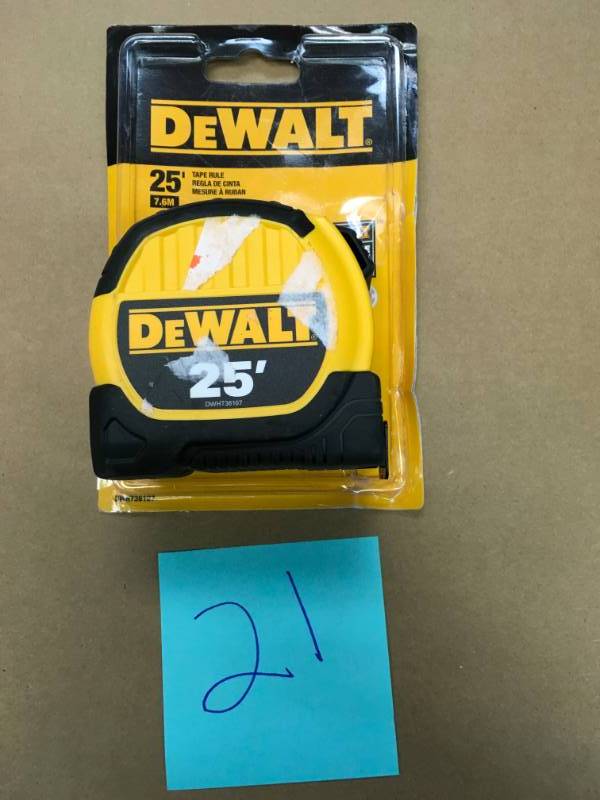 DEWALT®
25'
7.6M
TAPE RULE
REGLA DE CINTA
MESURE À RUBAN
DEWALT
25'
DWHT36107
21